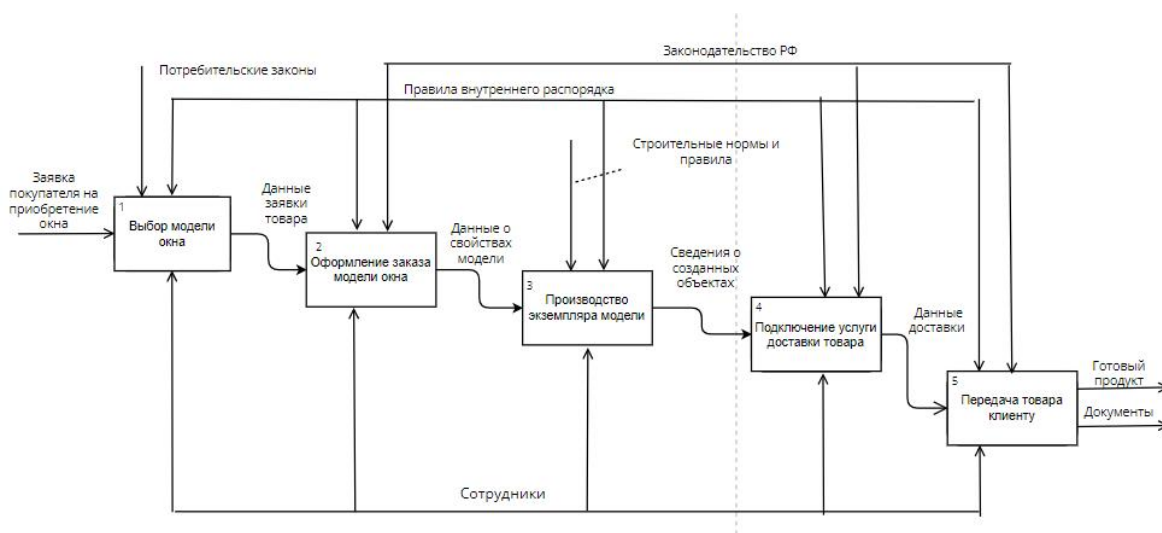 Законодательство РФ
Потребительские законы
Правила внутреннего распорядка
Строительные нормы и
правила
Заявка
покупателя на
приобретение
окна
1
Выбор модели
окна
Данные
заявки
товара
2
Оформление заказа
модели окна
Данные о
свойствах
модели
3
Производство
экземпляра модели
Сведения о
созданных
объектах
4
Подключение услуги
доставки товара
Данные
доставки
5
Передача товара
клиенту
Готовый
продукт
Документы
Сотрудники